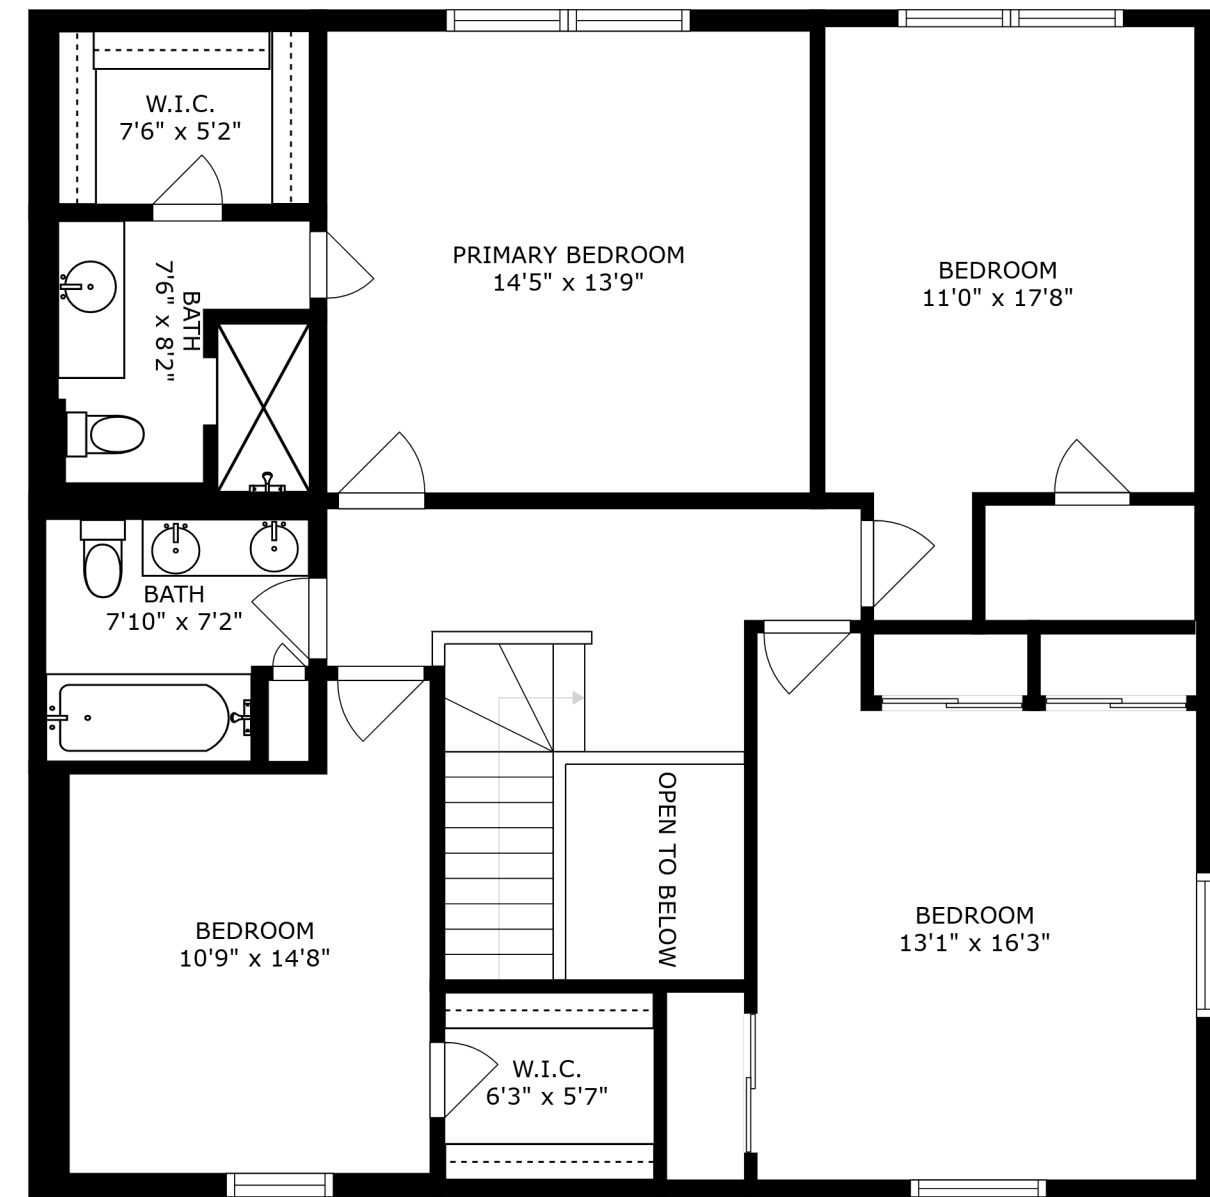 W.I.C.
7'6" x 5'2"
PRIMARY BEDROOM
14'5" x 13'9"
BEDROOM
11'0" x 17'8"
BATH
7'6" x 8'2"
BATH
7'10" x 7'2"
OPEN TO BELOW
BEDROOM
10'9" x 14'8"
BEDROOM
13'1" x 16'3"
W.I.C.
6'3" x 5'7"